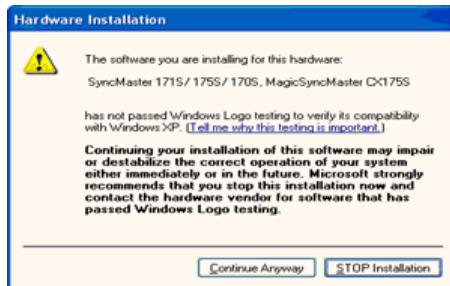 Hardware Installation
The software you are installing for this hardware:
SyncMaster 171S/ 175S/ 170S, MagicSyncMaster CX175S
has not passed Windows Logo testing to verify its compatibility
with Windows XP. (Tell me why this testing is important.)
Continuing your installation of this software may impair
or destabilize the correct operation of your system
either immediately or in the future. Microsoft strongly
recommends that you stop this installation now and
contact the hardware vendor for software that has
passed Windows Logo testing.
Continue Anyway
STOP Installation